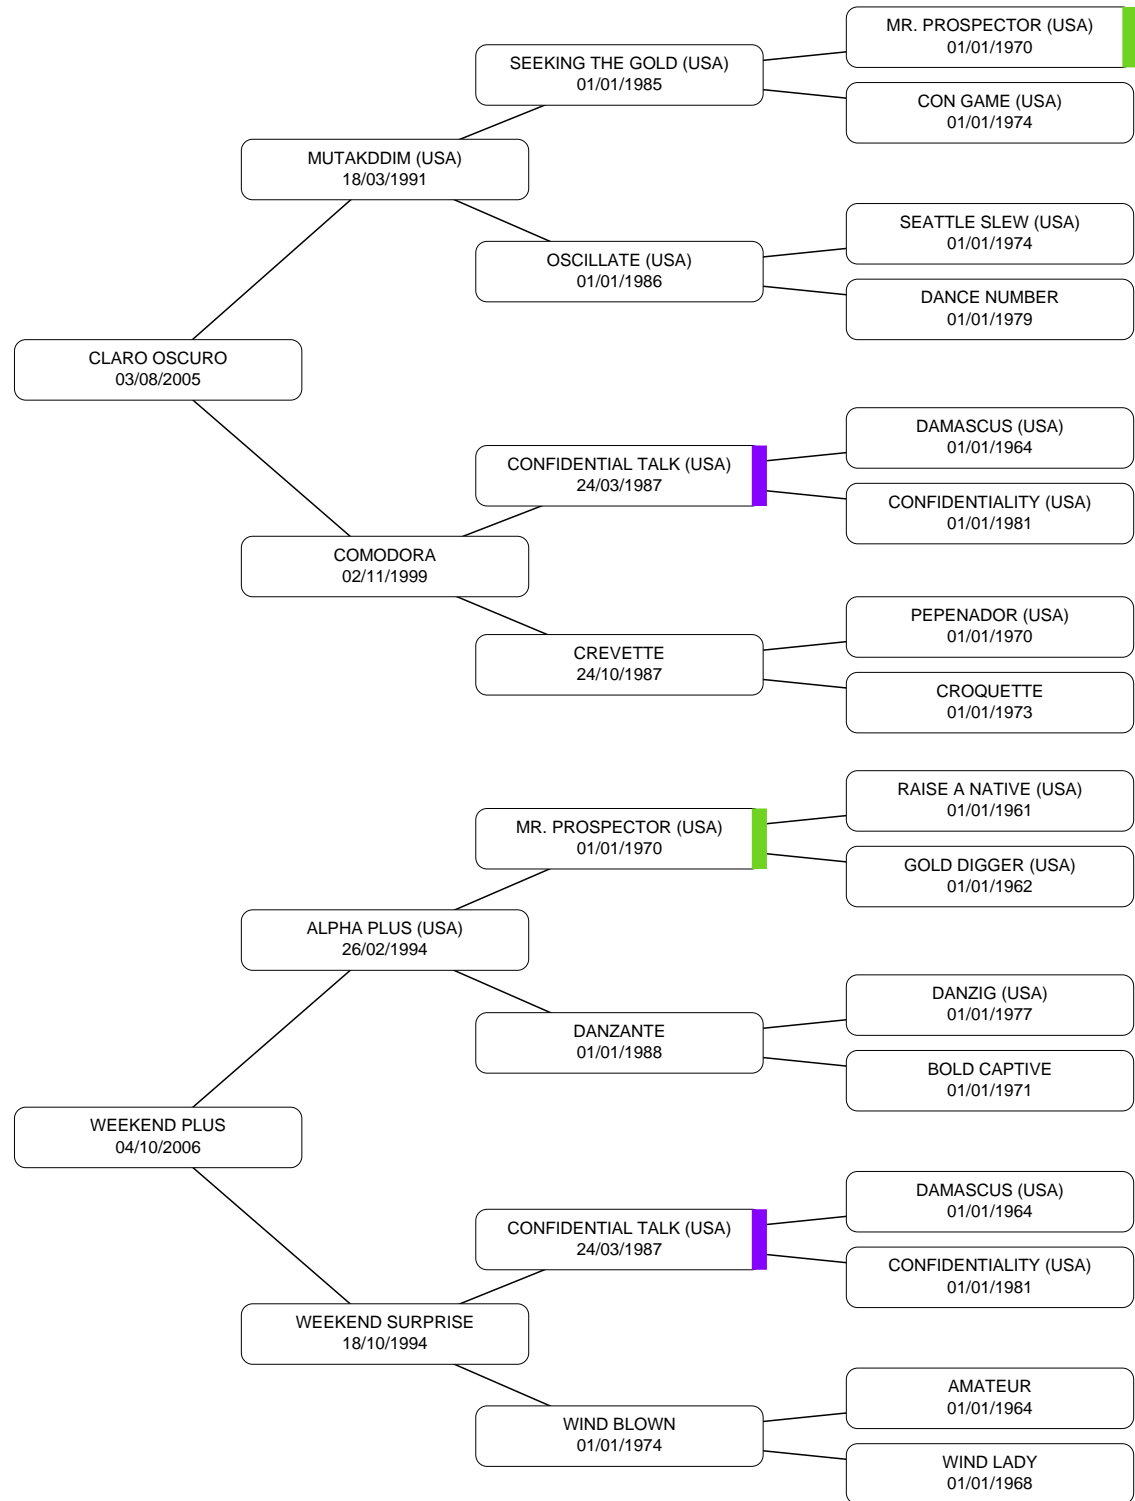 MR. PROSPECTOR (USA)
01/01/1970
SEEKING THE GOLD (USA)
01/01/1985
CON GAME (USA)
01/01/1974
MUTAKDDIM (USA)
18/03/1991
SEATTLE SLEW (USA)
01/01/1974
OSCILLATE (USA)
01/01/1986
DANCE NUMBER
01/01/1979
CLARO OSCURO
03/08/2005
DAMASCUS (USA)
01/01/1964
CONFIDENTIAL TALK (USA)
24/03/1987
CONFIDENTIALITY (USA)
01/01/1981
COMODORA
02/11/1999
PEPENADOR (USA)
01/01/1970
CREVETTE
24/10/1987
CROQUETTE
01/01/1973
RAISE A NATIVE (USA)
01/01/1961
MR. PROSPECTOR (USA)
01/01/1970
GOLD DIGGER (USA)
01/01/1962
ALPHA PLUS (USA)
26/02/1994
DANZIG (USA)
01/01/1977
DANZANTE
01/01/1988
BOLD CAPTIVE
01/01/1971
WEEKEND PLUS
04/10/2006
DAMASCUS (USA)
01/01/1964
CONFIDENTIAL TALK (USA)
24/03/1987
CONFIDENTIALITY (USA)
01/01/1981
WEEKEND SURPRISE
18/10/1994
AMATEUR
01/01/1964
WIND BLOWN
01/01/1974
WIND LADY
01/01/1968